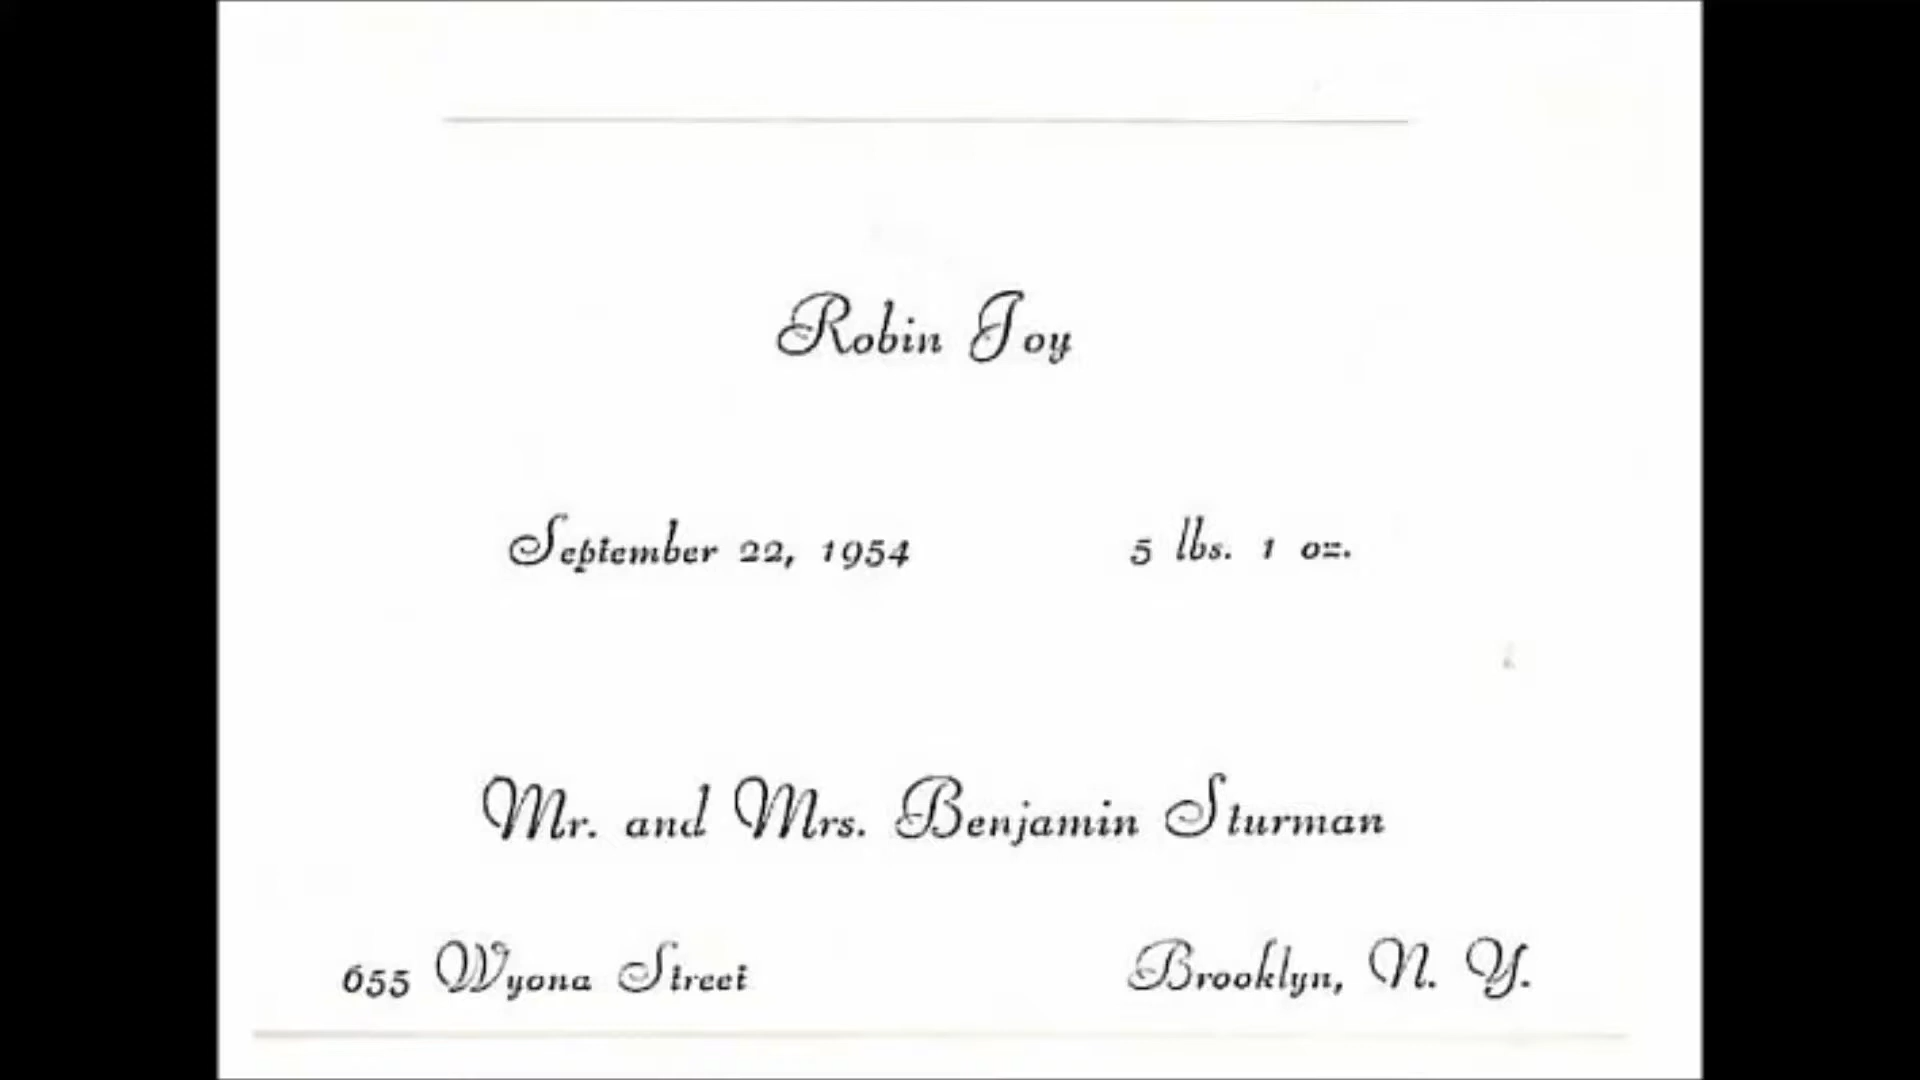 Robin Joy
September 22, 1954 5 lbs. 1 oz.
Mr. and Mrs. Benjamin Sturman
655 Wyona Street Brooklyn, N. Y.